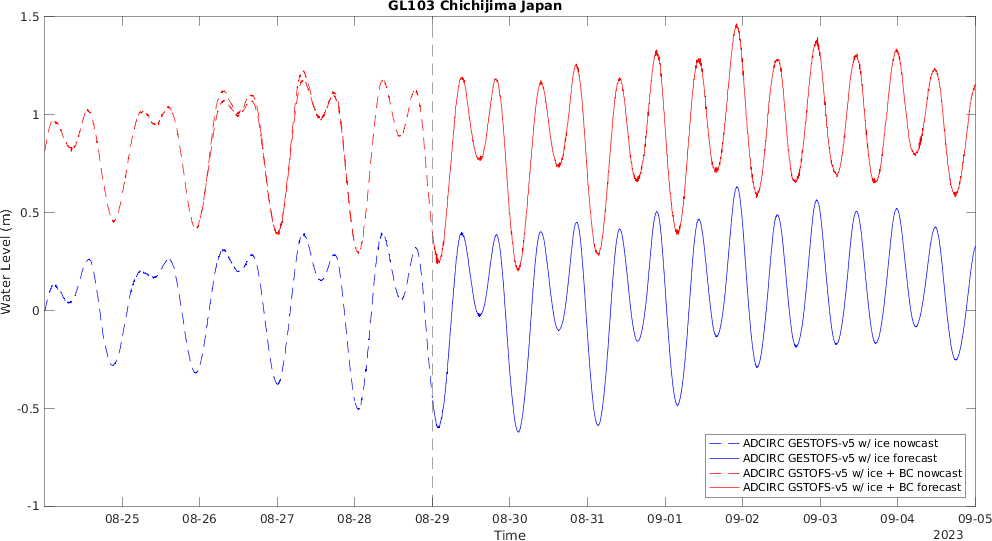 GL103 Chichijima Japan
1.5
1
0.5
0
-0.5
-1
Water Level (m)
ADCIRC GESTOFS-v5 w/ ice nowcast
ADCIRC GESTOFS-v5 w/ ice forecast
ADCIRC GSTOFS-v5 w/ ice + BC nowcast
ADCIRC GSTOFS-v5 w/ ice + BC forecast
08-25 08-26 08-27 08-28 08-29 08-30 08-31 09-01 09-02 09-03 09-04 09-05
Time
2023